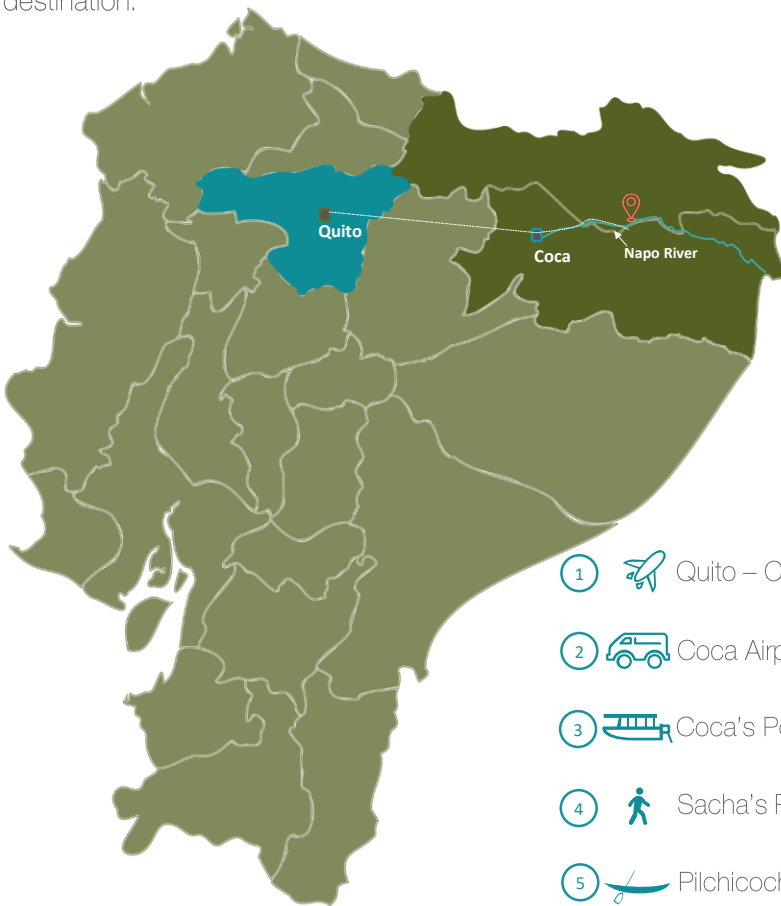 destination.
Quito
Coca
Napo River
1 Quito – C
2 Coca Airp
3 Coca's Po
4 Sacha's
5 Pilchicoch